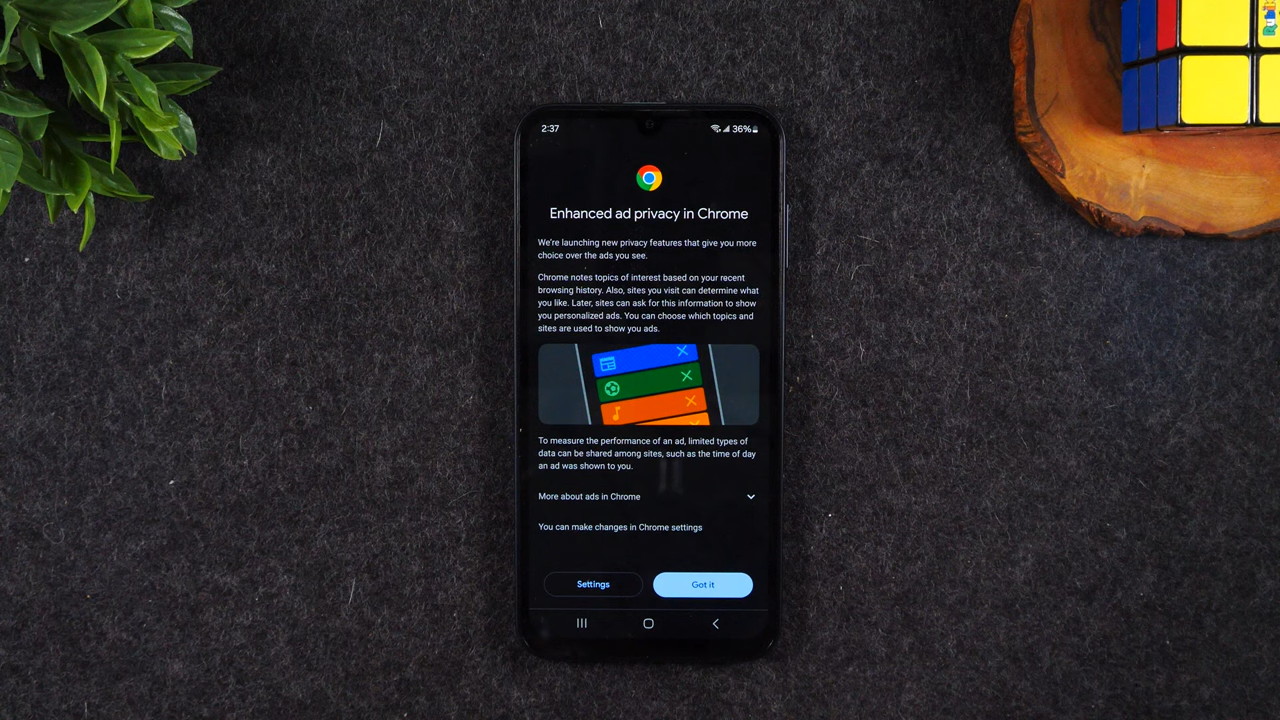 2:37
36%
Enhanced ad privacy in Chrome
We're launching new privacy features that give you more
choice over the ads you see.
Chrome notes topics of interest based on your recent
browsing history. Also, sites you visit can determine what
you like. Later, sites can ask for this information to show
you personalized ads. You can choose which topics and
sites are used to show you ads.
To measure the performance of an ad, limited types of
data can be shared among sites, such as the time of day
an ad was shown to you.
More about ads in Chrome
You can make changes in Chrome settings
Settings
Got it